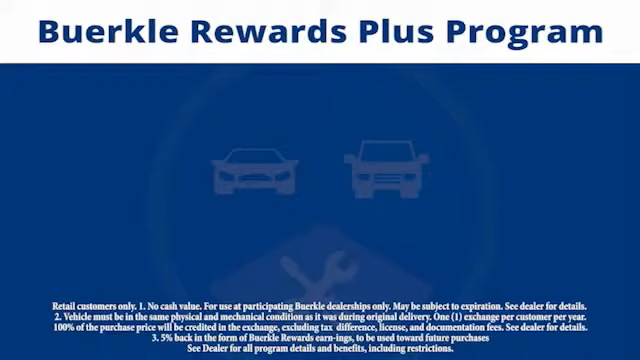 Buerkle Rewards Plus Program
Retail customers only. 1. No cash value. For use at participating Buerkle dealerships only. May be subject to expiration. See dealer for details.
2. Vehicle must be in the same physical and mechanical condition as it was during original delivery. One (1) exchange per customer per year.
100% of the purchase price will be credited in the exchange, excluding tax difference, license, and documentation fees. See dealer for details.
3. 5% back in the form of Buerkle Rewards earn-ings, to be used toward future purchases
See Dealer for all program details and benefits, including restrictions.